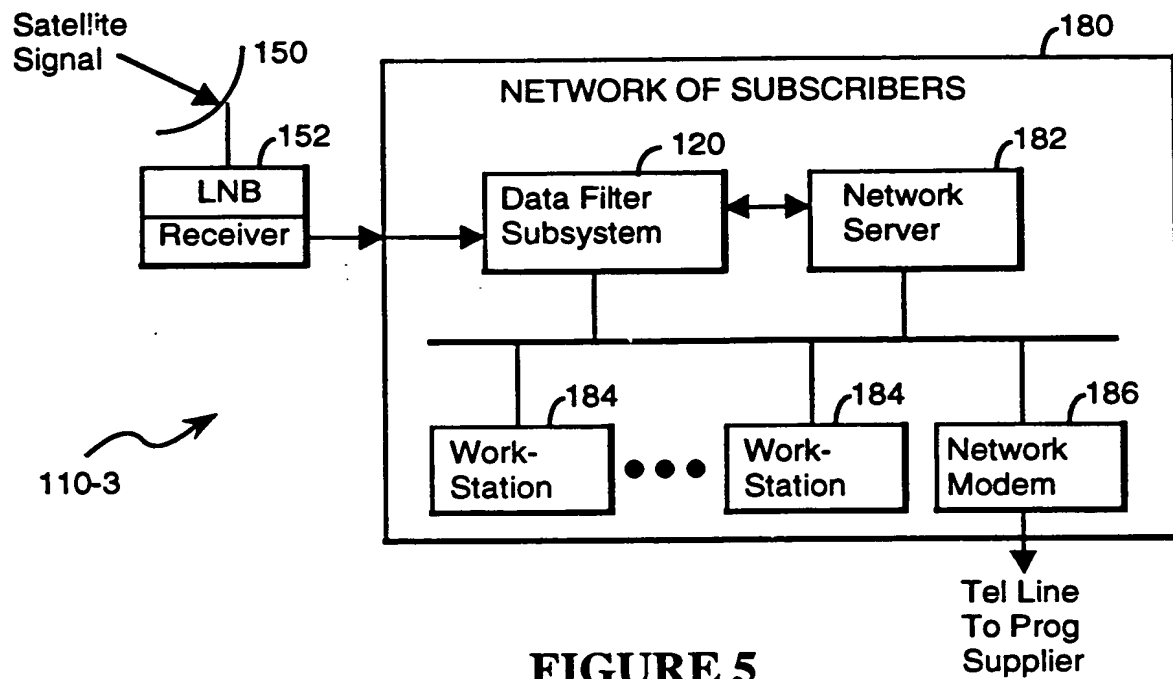 Satellite
Signal
150
180
NETWORK OF SUBSCRIBERS
152
LNB
Receiver
120
Data Filter
Subsystem
182
Network
Server
184
Work-
Station
184
Work-
Station
186
Network
Modem
110-3
Tel Line
To Prog
Supplier
FIGURE 5